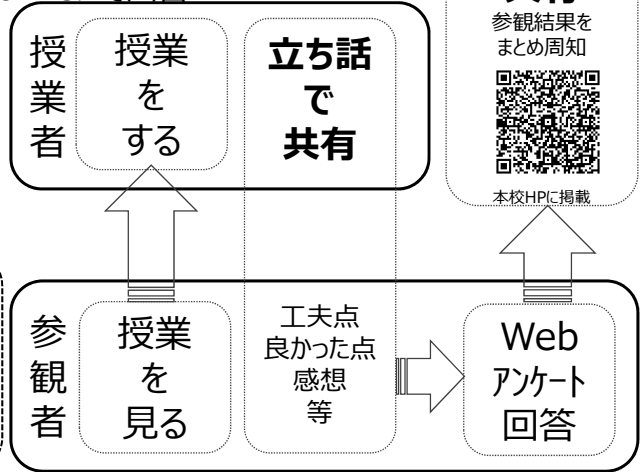 参観結果を
まとめ周知
本校HPに掲載
授業者
授業
を
する
立ち話
で
共有
参観者
授業
を
見る
工夫点
良かった点
感想
等
Web
アンケート
回答